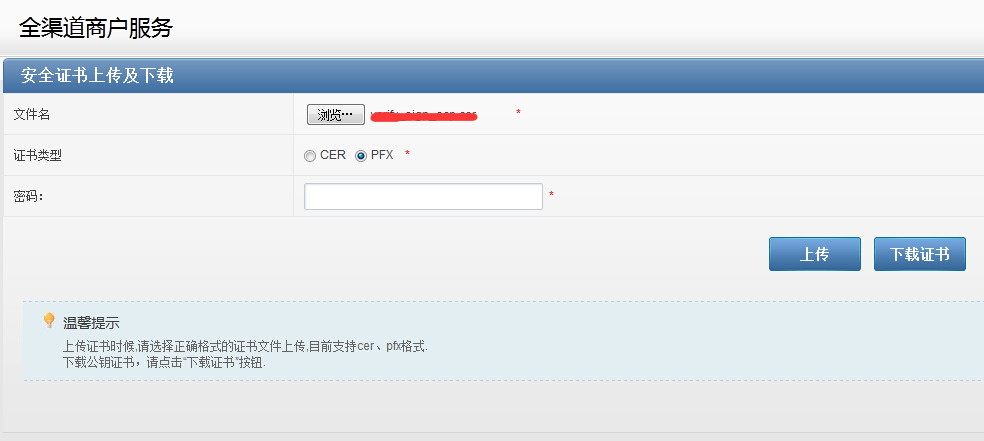 全渠道商户服务
安全证书上传及下载
文件名
浏览… *
证书类型
CER PFX *
密码：
*
上传 下载证书
温馨提示
上传证书时候,请选择正确格式的证书文件上传,目前支持cer、pfx格式.
下载公钥证书，请点击“下载证书”按钮.